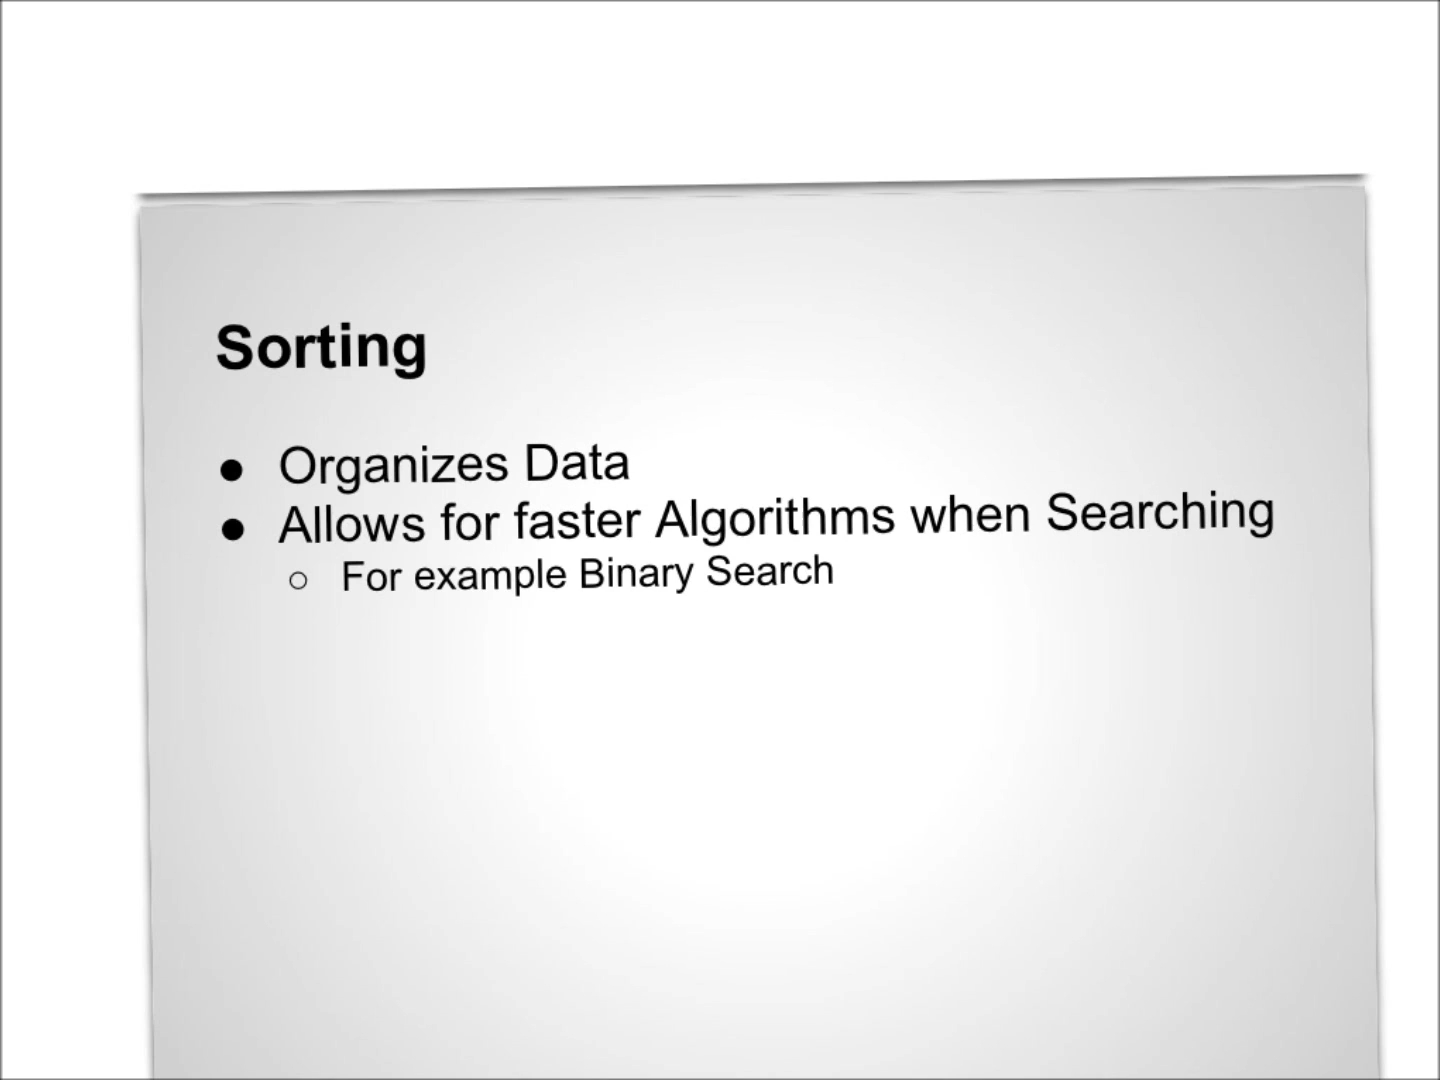 Sorting
● Organizes Data
● Allows for faster Algorithms when Searching
○ For example Binary Search